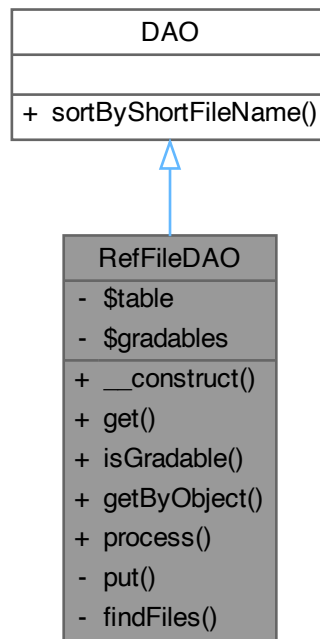 DAO
+ sortByShortFileName()
RefFileDAO
- $table
- $gradables
+ __construct()
+ get()
+ isGradable()
+ getByObject()
+ process()
- put()
- findFiles()